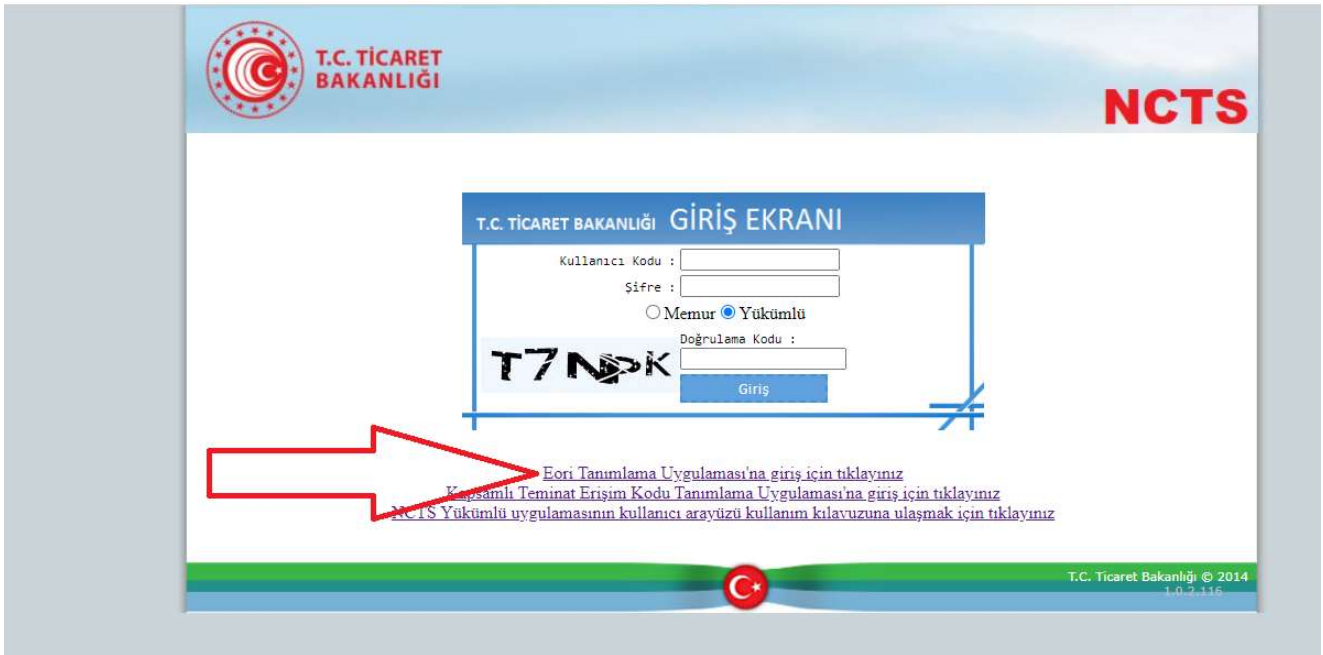 T.C. TİCARET
BAKANLIĞI
NCTS
T.C. TİCARET BAKANLIĞI GİRİŞ EKRANI
Kullanıcı Kodu :
Şifre :
Memur Yükümlü
Doğrulama Kodu :
T7NPK
Giriş
Eori Tanımlama Uygulaması'na giriş için tıklayınız
Kapsamlı Teminat Erişim Kodu Tanımlama Uygulaması'na giriş için tıklayınız
NCTS Yükümlü uygulamasının kullanıcı arayüzü kullanım kılavuzuna ulaşmak için tıklayınız
T.C. Ticaret Bakanlığı © 2014
1.0.2.116